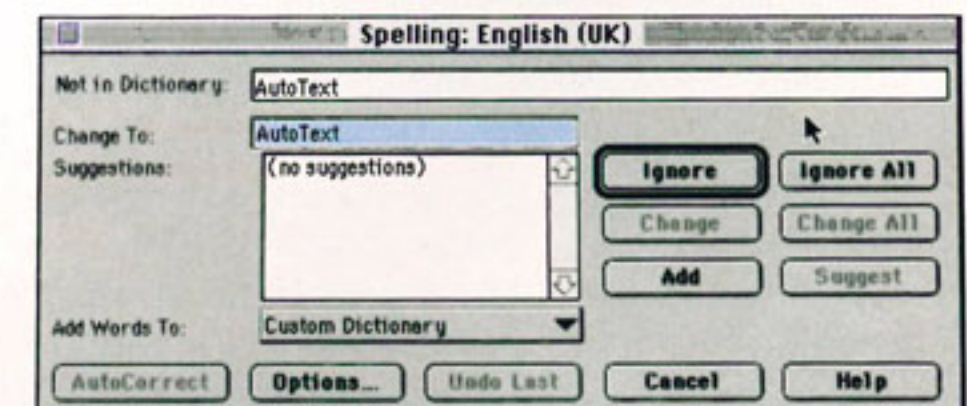 Spelling: English (UK)
Not in Dictionary: AutoText
Change To: AutoText
Suggestions: (no suggestions)
Ignore Ignore All
Change Change All
Add Suggest
Add Words To: Custom Dictionary
AutoCorrect Options... Undo Last Cancel Help